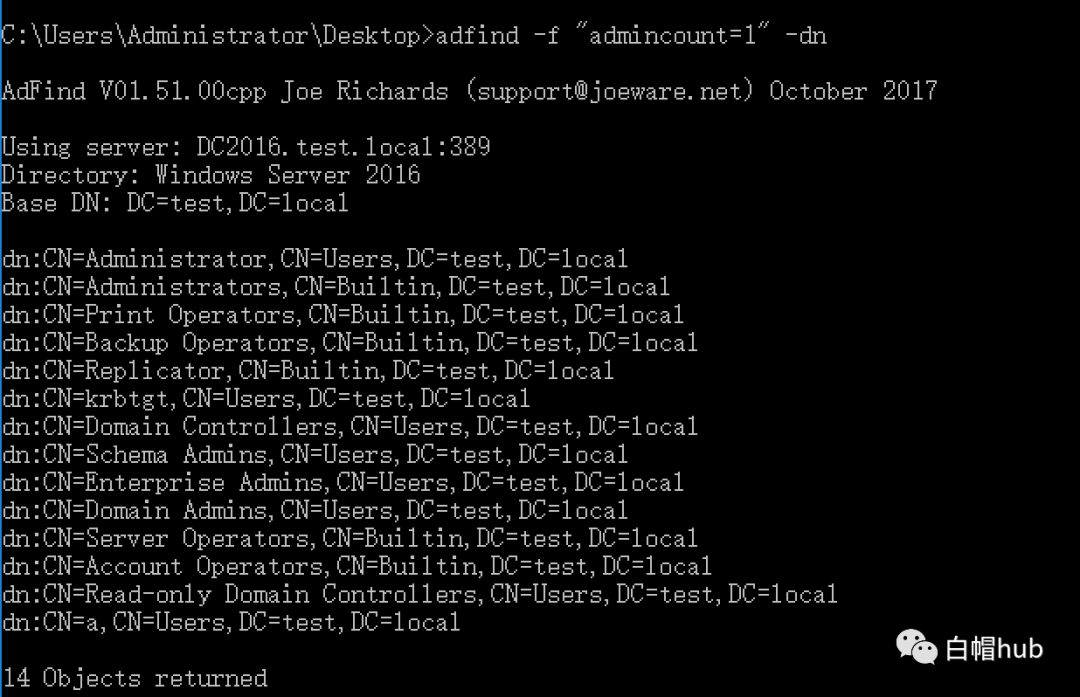 C:\Users\Administrator\Desktop>adfind -f "admincount=1" -dn
AdFind V01.51.00cpp Joe Richards (support@joeware.net) October 2017
Using server: DC2016.test.local:389
Directory: Windows Server 2016
Base DN: DC=test,DC=local
dn:CN=Administrator,CN=Users,DC=test,DC=local
dn:CN=Administrators,CN=Builtin,DC=test,DC=local
dn:CN=Print Operators,CN=Builtin,DC=test,DC=local
dn:CN=Backup Operators,CN=Builtin,DC=test,DC=local
dn:CN=Replicator,CN=Builtin,DC=test,DC=local
dn:CN=krbtgt,CN=Users,DC=test,DC=local
dn:CN=Domain Controllers,CN=Users,DC=test,DC=local
dn:CN=Schema Admins,CN=Users,DC=test,DC=local
dn:CN=Enterprise Admins,CN=Users,DC=test,DC=local
dn:CN=Domain Admins,CN=Users,DC=test,DC=local
dn:CN=Server Operators,CN=Builtin,DC=test,DC=local
dn:CN=Account Operators,CN=Builtin,DC=test,DC=local
dn:CN=Read-only Domain Controllers,CN=Users,DC=test,DC=local
dn:CN=a,CN=Users,DC=test,DC=local
白帽hub
14 Objects returned